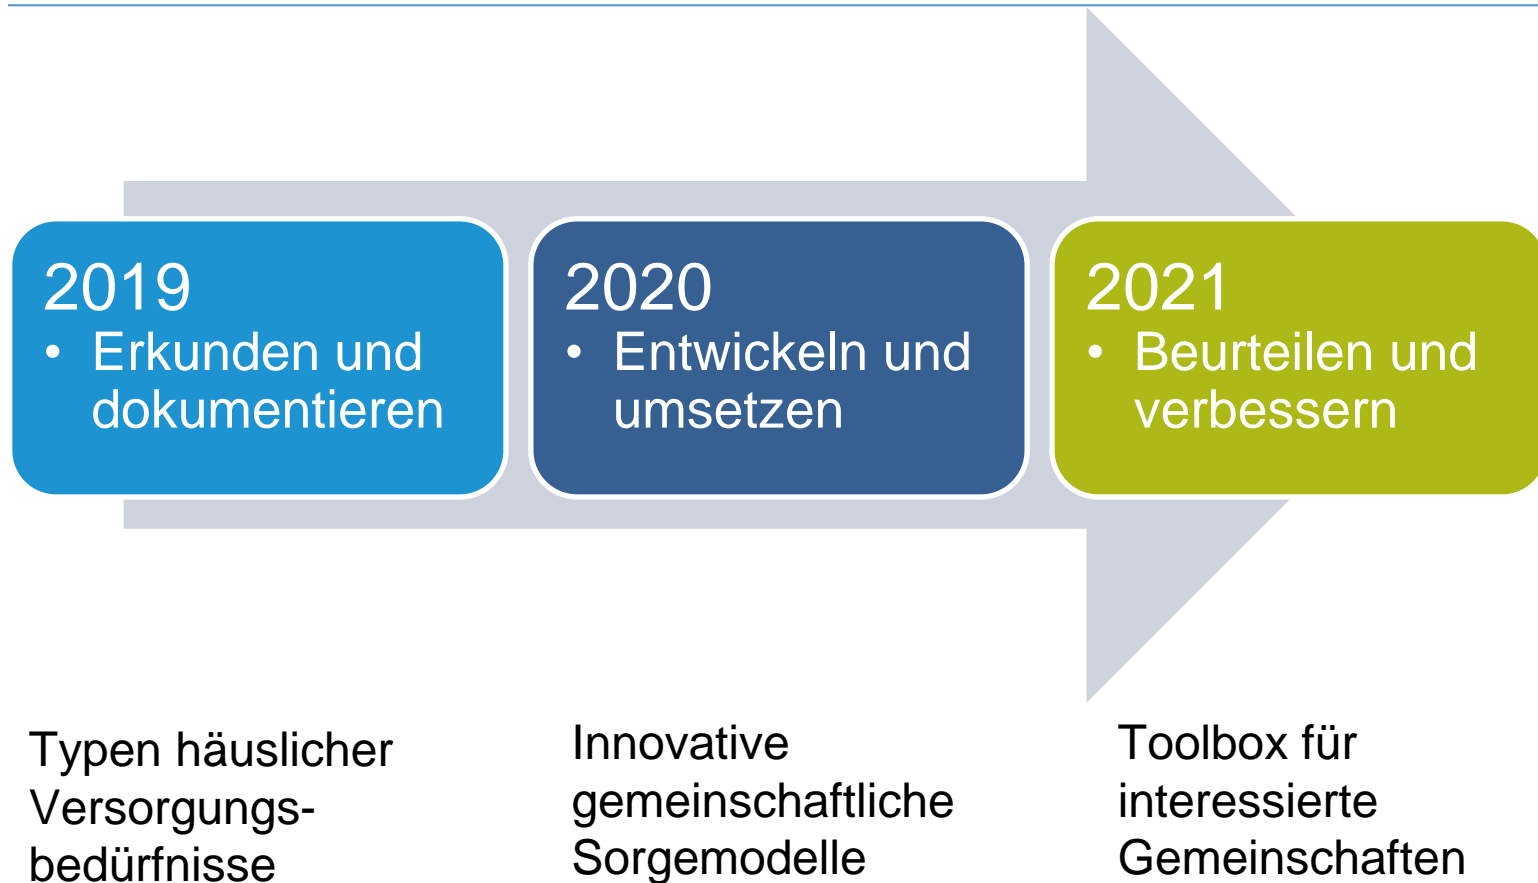 2019
• Erkunden und
dokumentieren
2020
• Entwickeln und
umsetzen
2021
• Beurteilen und
verbessern
Typen häuslicher
Versorgungs-
bedürfnisse
Innovative
gemeinschaftliche
Sorgemodelle
Toolbox für
interessierte
Gemeinschaften